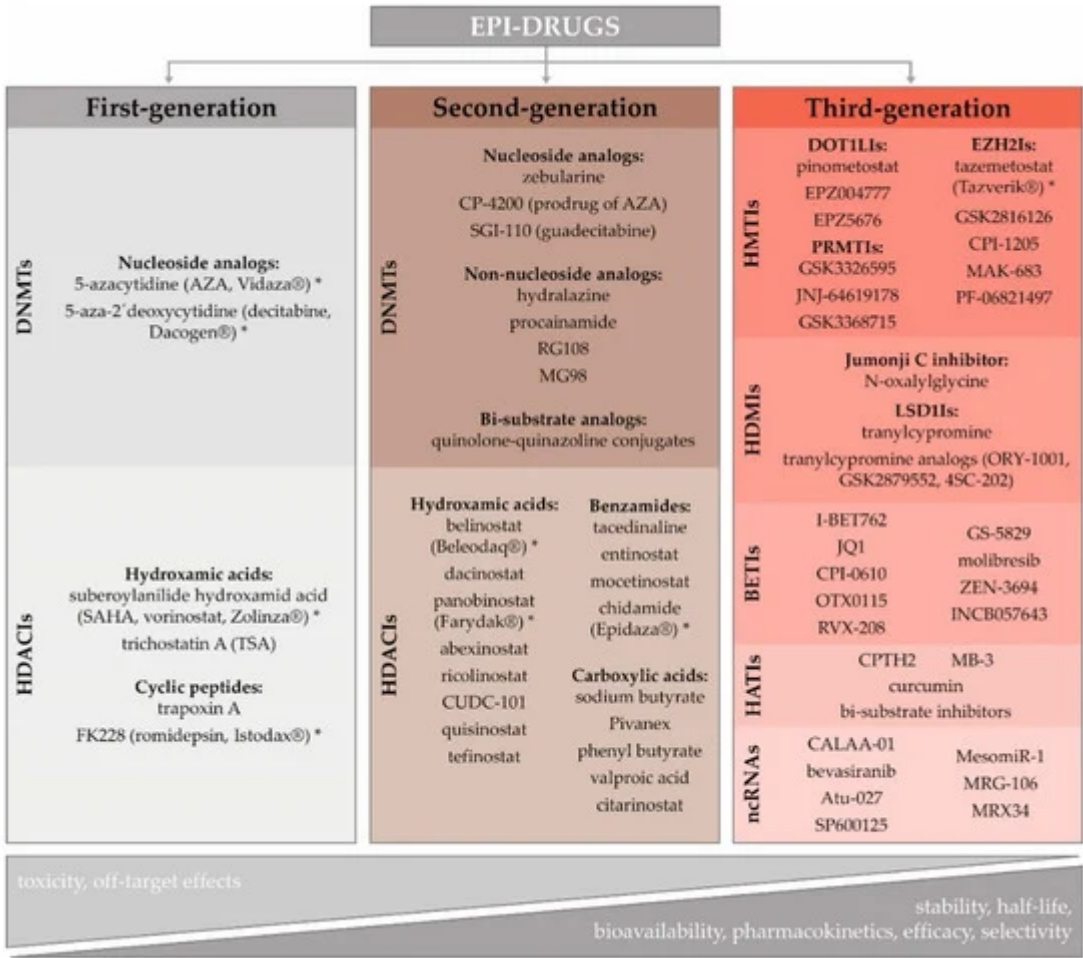 EPI-DRUGS
First-generation
DNMTs
Nucleoside analogs:
5-azacytidine (AZA, Vidaza®) *
5-aza-2´deoxycytidine (decitabine,
Dacogen®) *
HDACIs
Hydroxamic acids:
suberoylanilide hydroxamid acid
(SAHA, vorinostat, Zolinza®) *
trichostatin A (TSA)
Cyclic peptides:
trapoxin A
FK228 (romidepsin, Istodax®) *
Second-generation
DNMTs
Nucleoside analogs:
zebularine
CP-4200 (prodrug of AZA)
SGI-110 (guadecitabine)
Non-nucleoside analogs:
hydralazine
procainamide
RG108
MG98
Bi-substrate analogs:
quinolone-quinazoline conjugates
HDACIs
Hydroxamic acids:
belinostat
(Beleodaq®) *
dacinostat
panobinostat
(Farydak®) *
abexinostat
ricolinostat
CUDC-101
quisinostat
tefinostat
Benzamides:
tacedinaline
entinostat
mocetinostat
chidamide
(Epidaza®) *
Carboxylic acids:
sodium butyrate
Pivanex
phenyl butyrate
valproic acid
citarinostat
Third-generation
HMTIs
DOT1LIs:
pinometostat
EPZ004777
EPZ5676
PRMTIs:
GSK3326595
JNJ-64619178
GSK3368715
EZH2Is:
tazemetostat
(Tazverik®) *
GSK2816126
CPI-1205
MAK-683
PF-06821497
HDMIs
Jumonji C inhibitor:
N-oxalylglycine
LSD1Is:
tranylcypromine
tranylcypromine analogs (ORY-1001,
GSK2879552, 4SC-202)
BETIs
I-BET762
JQ1
CPI-0610
OTX0115
RVX-208
GS-5829
molibresib
ZEN-3694
INCB057643
HATIs
CPTH2 MB-3
curcumin
bi-substrate inhibitors
ncRNAs
CALAA-01
bevasiranib
Atu-027
SP600125
MesomiR-1
MRG-106
MRX34
toxicity, off-target effects
stability, half-life,
bioavailability, pharmacokinetics, efficacy, selectivity